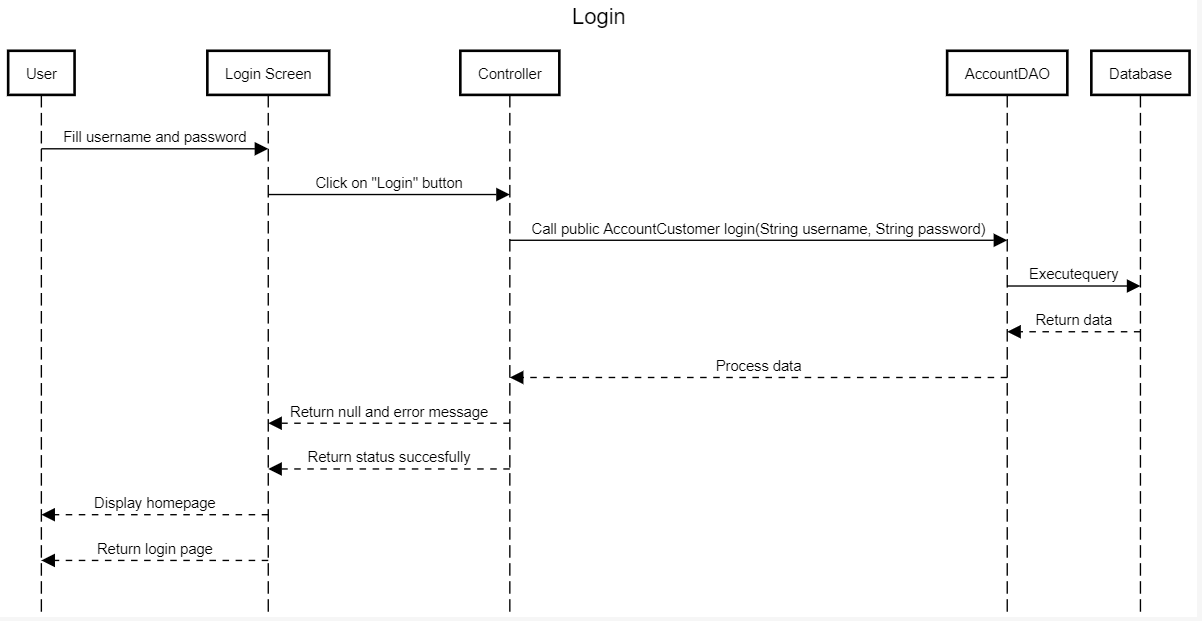 Login
User
Login Screen
Controller
AccountDAO
Database
Fill username and password
Click on "Login" button
Call public AccountCustomer login(String username, String password)
Executequery
Return data
Process data
Return null and error message
Return status succesfully
Display homepage
Return login page